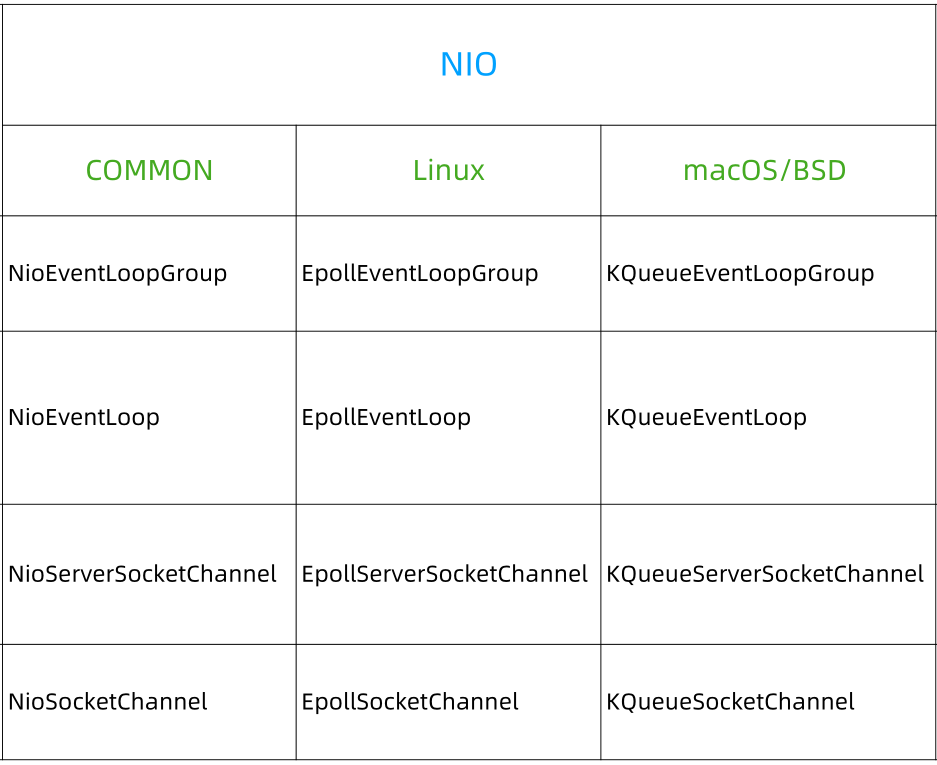 NIO
COMMON Linux macOS/BSD
NioEventLoopGroup EpollEventLoopGroup KQueueEventLoopGroup
NioEventLoop EpollEventLoop KQueueEventLoop
NioServerSocketChannel EpollServerSocketChannel KQueueServerSocketChannel
NioSocketChannel EpollSocketChannel KQueueSocketChannel